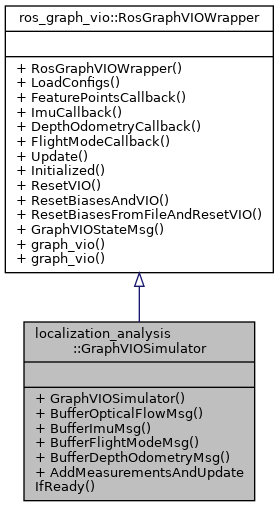 ros_graph_vio::RosGraphVIOWrapper
+ RosGraphVIOWrapper()
+ LoadConfigs()
+ FeaturePointsCallback()
+ ImuCallback()
+ DepthOdometryCallback()
+ FlightModeCallback()
+ Update()
+ Initialized()
+ ResetVIO()
+ ResetBiasesAndVIO()
+ ResetBiasesFromFileAndResetVIO()
+ GraphVIOStateMsg()
+ graph_vio()
+ graph_vio()
localization_analysis
::GraphVIOSimulator
+ GraphVIOSimulator()
+ BufferOpticalFlowMsg()
+ BufferImuMsg()
+ BufferFlightModeMsg()
+ BufferDepthOdometryMsg()
+ AddMeasurementsAndUpdate
IfReady()